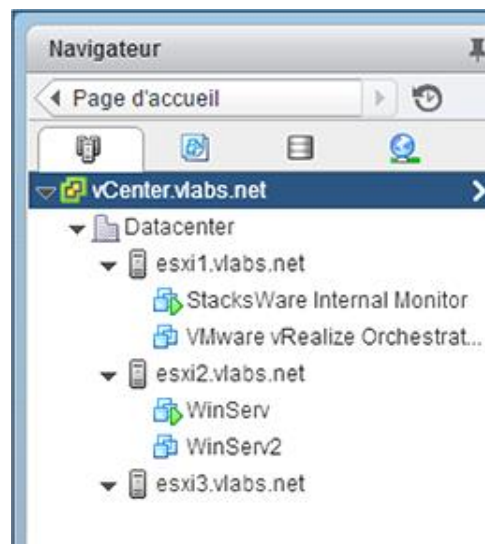 Navigateur
Page d'accueil
vCenter.vlabs.net
Datacenter
esxi1.vlabs.net
StacksWare Internal Monitor
VMware vRealize Orchestrat...
esxi2.vlabs.net
WinServ
WinServ2
esxi3.vlabs.net